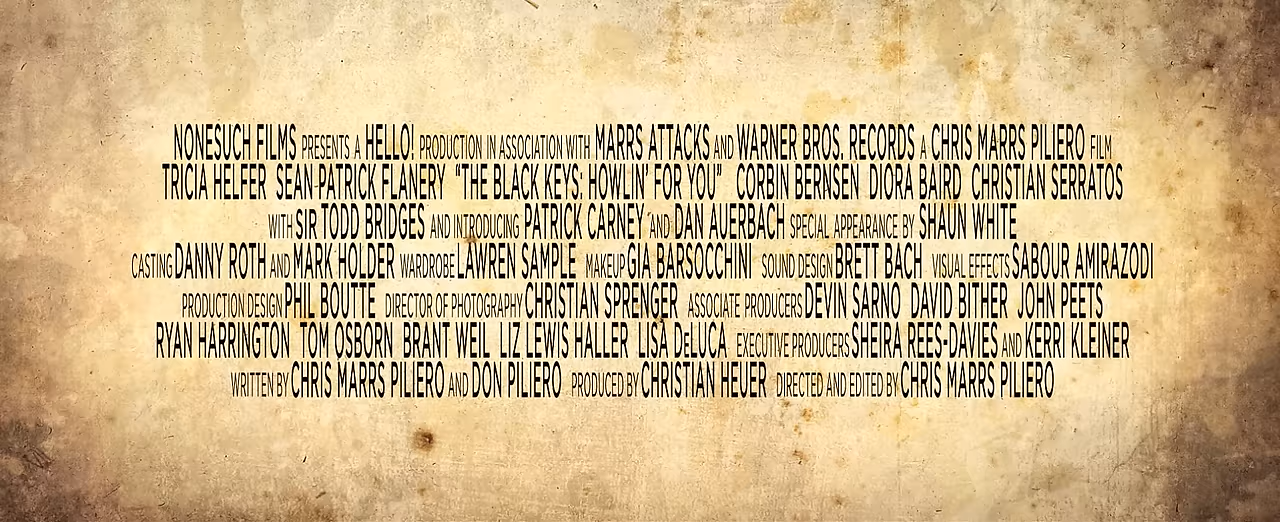 NONESUCH FILMS PRESENTS A HELLO! PRODUCTION IN ASSOCIATION WITH MARRS ATTACKS AND WARNER BROS. RECORDS A CHRIS MARRS PILIERO FILM
TRICIA HELFER SEAN-PATRICK FLANERY “THE BLACK KEYS: HOWLIN’ FOR YOU” CORBIN BERNSEN DIORA BAIRD CHRISTIAN SERRATOS
WITH SIR TODD BRIDGES AND INTRODUCING PATRICK CARNEY AND DAN AUERBACH SPECIAL APPEARANCE BY SHAUN WHITE
CASTING DANNY ROTH AND MARK HOLDER WARDROBE LAWREN SAMPLE MAKEUP GIA BARSOCCHINI SOUND DESIGN BRETT BACH VISUAL EFFECTS SABOUR AMIRAZODI
PRODUCTION DESIGN PHIL BOUTTE DIRECTOR OF PHOTOGRAPHY CHRISTIAN SPRENGER ASSOCIATE PRODUCERS DEVIN SARNO DAVID BITHER JOHN PEETS
RYAN HARRINGTON TOM OSBORN BRANT WEIL LIZ LEWIS HALLER LISA DeLUCA EXECUTIVE PRODUCERS SHEIRA REES-DAVIES AND KERRI KLEINER
WRITTEN BY CHRIS MARRS PILIERO AND DON PILIERO PRODUCED BY CHRISTIAN HEUER DIRECTED AND EDITED BY CHRIS MARRS PILIERO